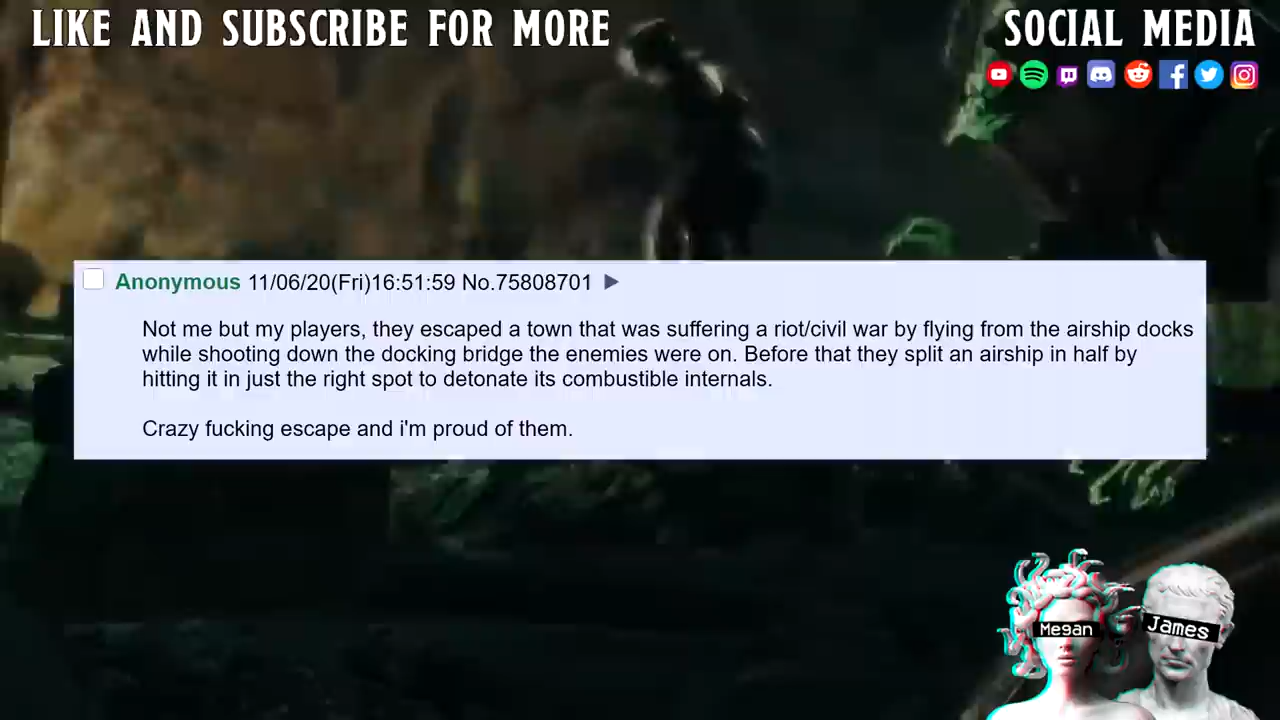 LIKE AND SUBSCRIBE FOR MORE
SOCIAL MEDIA
Anonymous 11/06/20(Fri)16:51:59 No.75808701 ▶
Not me but my players, they escaped a town that was suffering a riot/civil war by flying from the airship docks
while shooting down the docking bridge the enemies were on. Before that they split an airship in half by
hitting it in just the right spot to detonate its combustible internals.
Crazy fucking escape and i'm proud of them.
Megan
James